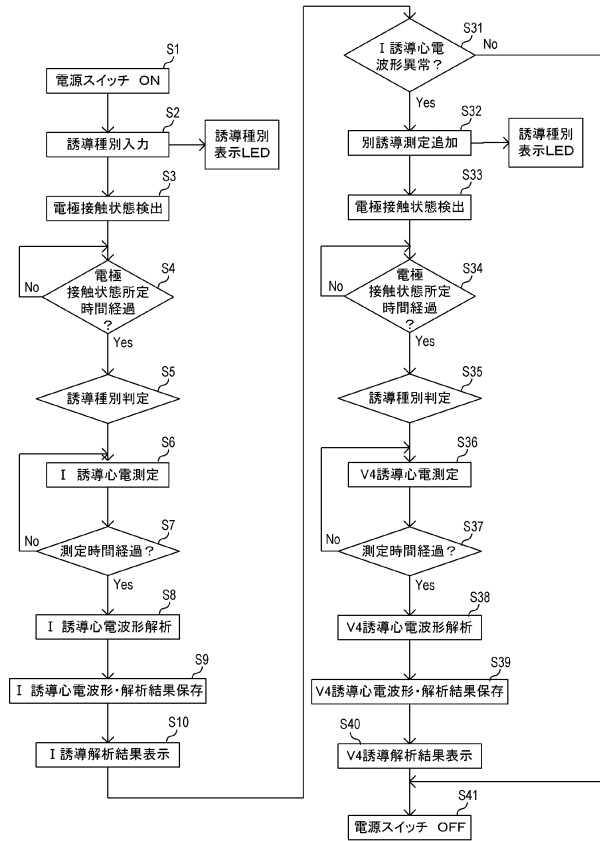 S1
電源スイッチ ON
S2
誘導種別入力
誘導種別
表示LED
S3
電極接触状態検出
S4
電極
接触状態所定
時間経過
?
No
Yes
S5
誘導種別判定
S6
I 誘導心電測定
S7
測定時間経過?
No
Yes
S8
I 誘導心電波形解析
S9
I 誘導心電波形・解析結果保存
S10
I 誘導解析結果表示
S31
I 誘導心電
波形異常?
No
Yes
S32
別誘導測定追加
誘導種別
表示LED
S33
電極接触状態検出
S34
電極
接触状態所定
時間経過
?
No
Yes
S35
誘導種別判定
S36
V4誘導心電測定
S37
測定時間経過?
No
Yes
S38
V4誘導心電波形解析
S39
V4誘導心電波形・解析結果保存
S40
V4誘導解析結果表示
S41
電源スイッチ OFF